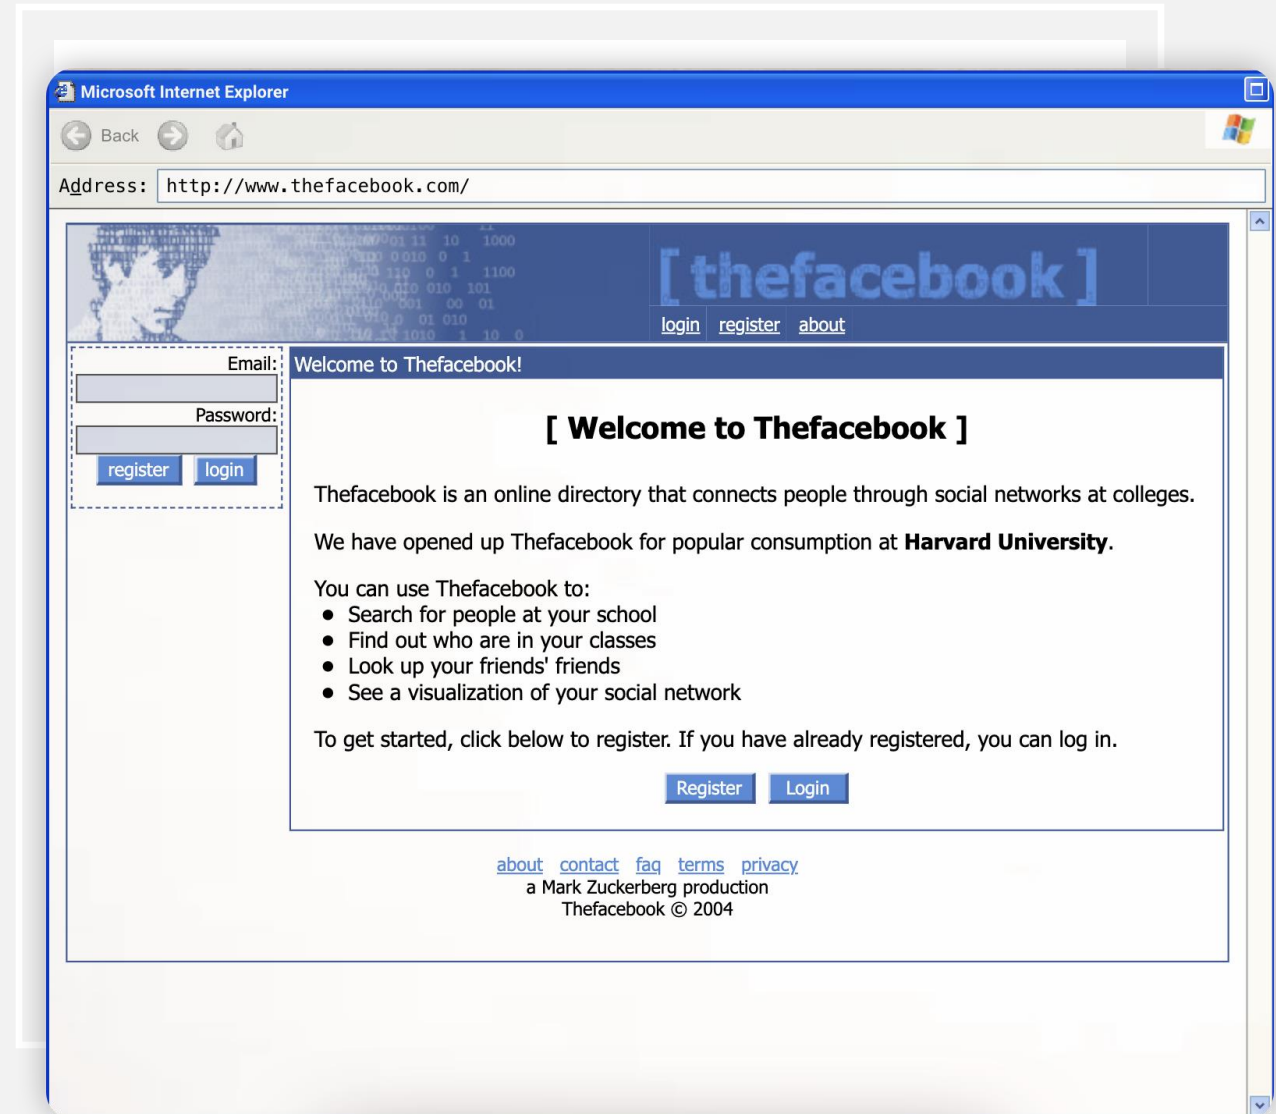 Microsoft Internet Explorer
Back
Address: http://www.thefacebook.com/
[ thefacebook ]
login register about
Email:
Password:
register login
Welcome to Thefacebook!
[ Welcome to Thefacebook ]
Thefacebook is an online directory that connects people through social networks at colleges.
We have opened up Thefacebook for popular consumption at Harvard University.
You can use Thefacebook to:
• Search for people at your school
• Find out who are in your classes
• Look up your friends' friends
• See a visualization of your social network
To get started, click below to register. If you have already registered, you can log in.
Register Login
about contact faq terms privacy
a Mark Zuckerberg production
Thefacebook © 2004